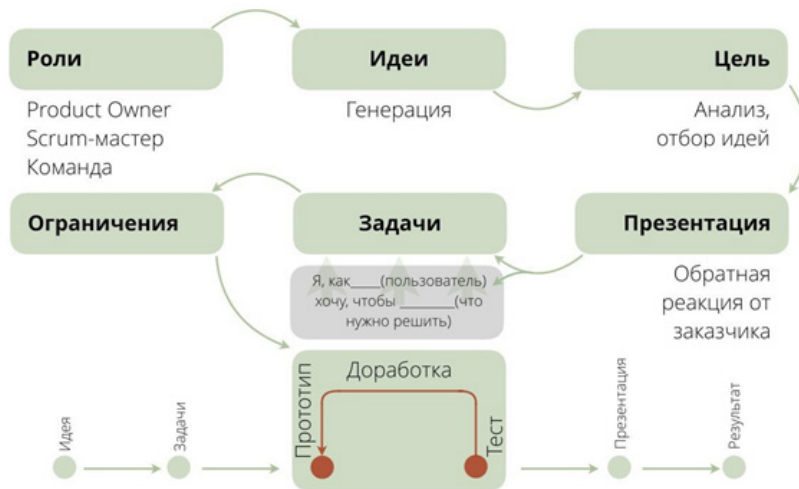 Роли
Идеи
Цель
Product Owner
Scrum-мастер
Команда
Генерация
Анализ,
отбор идей
Ограничения
Задачи
Презентация
Я, как____(пользователь)
хочу, чтобы _______(что
нужно решить)
Обратная
реакция от
заказчика
Доработка
Прототип
Тест
Идея
Задачи
Презентация
Результат